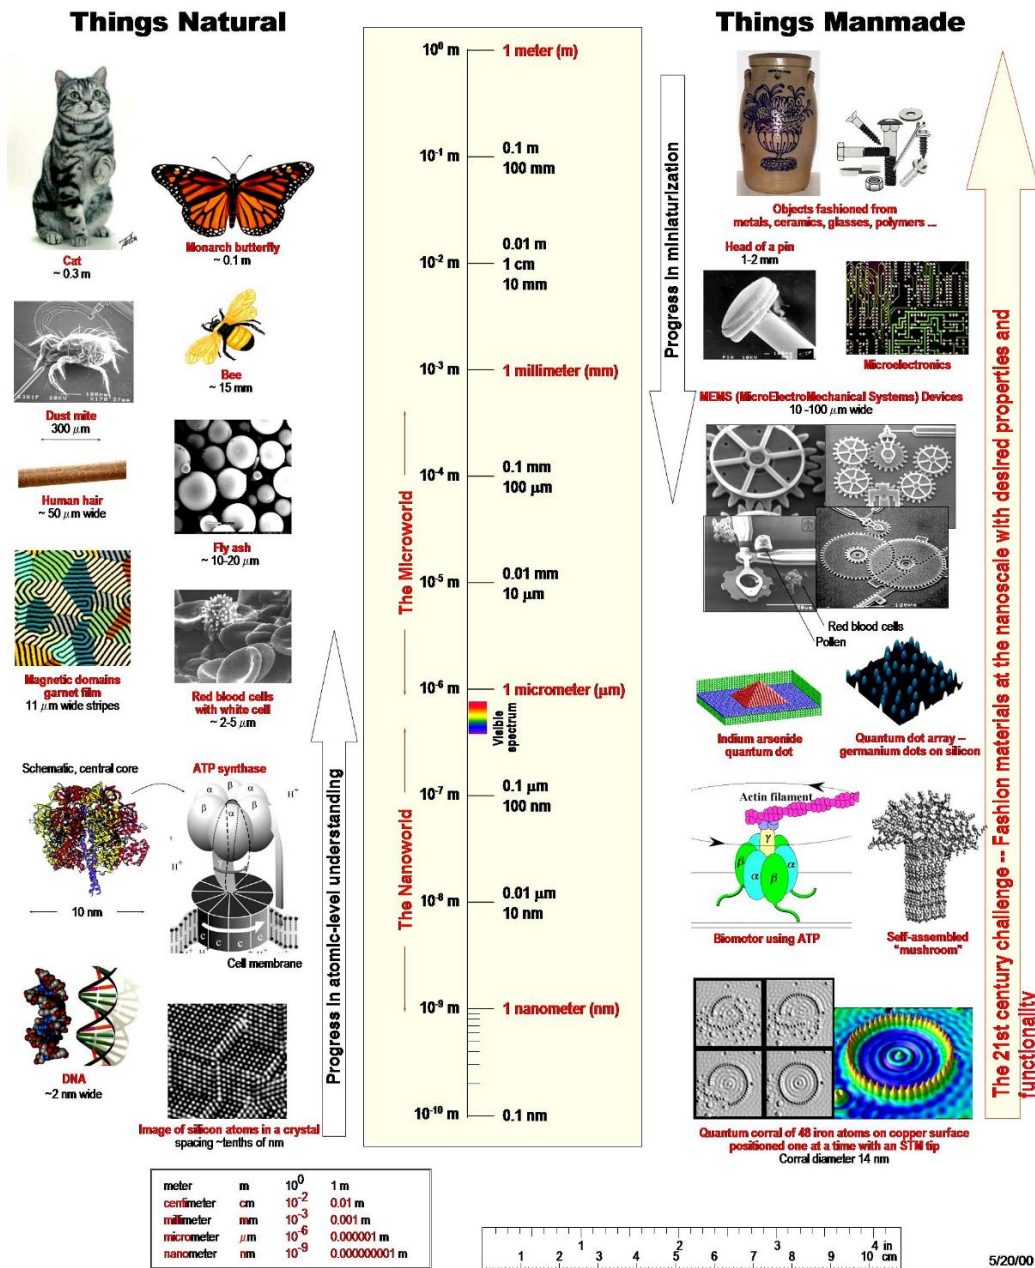 Things Natural
Things Manmade
10⁰ m
1 meter (m)
10⁻¹ m
0.1 m
100 mm
10⁻² m
0.01 m
1 cm
10 mm
10⁻³ m
1 millimeter (mm)
10⁻⁴ m
0.1 mm
100 μm
10⁻⁵ m
0.01 mm
10 μm
10⁻⁶ m
1 micrometer (μm)
Visible
spectrum
10⁻⁷ m
0.1 μm
100 nm
10⁻⁸ m
0.01 μm
10 nm
10⁻⁹ m
1 nanometer (nm)
10⁻¹⁰ m
0.1 nm
The Microworld
The Nanoworld
Cat
~ 0.3 m
Monarch butterfly
~ 0.1 m
Dust mite
300 μm
Bee
~ 15 mm
Human hair
~ 50 μm wide
Fly ash
~ 10-20 μm
Magnetic domains
garnet film
11 μm wide stripes
Red blood cells
with white cell
~ 2-5 μm
Schematic, central core
10 nm
ATP synthase
α β α
β β
α
H⁺
+
H⁺
γ
c c c c
Cell membrane
DNA
~2 nm wide
Image of silicon atoms in a crystal
spacing ~tenths of nm
Progress in atomic-level understanding
Progress in miniaturization
Objects fashioned from
metals, ceramics, glasses, polymers ...
Head of a pin
1-2 mm
Microelectronics
MEMS (MicroElectroMechanical Systems) Devices
10 -100 μm wide
Red blood cells
Pollen
Indium arsenide
quantum dot
Quantum dot array --
germanium dots on silicon
Actin filament
γ
β α β α
Biomotor using ATP
Self-assembled
"mushroom"
Quantum corral of 48 iron atoms on copper surface
positioned one at a time with an STM tip
Corral diameter 14 nm
The 21st century challenge -- Fashion materials at the nanoscale with desired properties and
functionality
meter m 10⁰ 1 m
centimeter cm 10⁻² 0.01 m
millimeter mm 10⁻³ 0.001 m
micrometer μm 10⁻⁶ 0.000001 m
nanometer nm 10⁻⁹ 0.000000001 m
1 2 3 4 in
1 2 3 4 5 6 7 8 9 10 cm
5/20/00